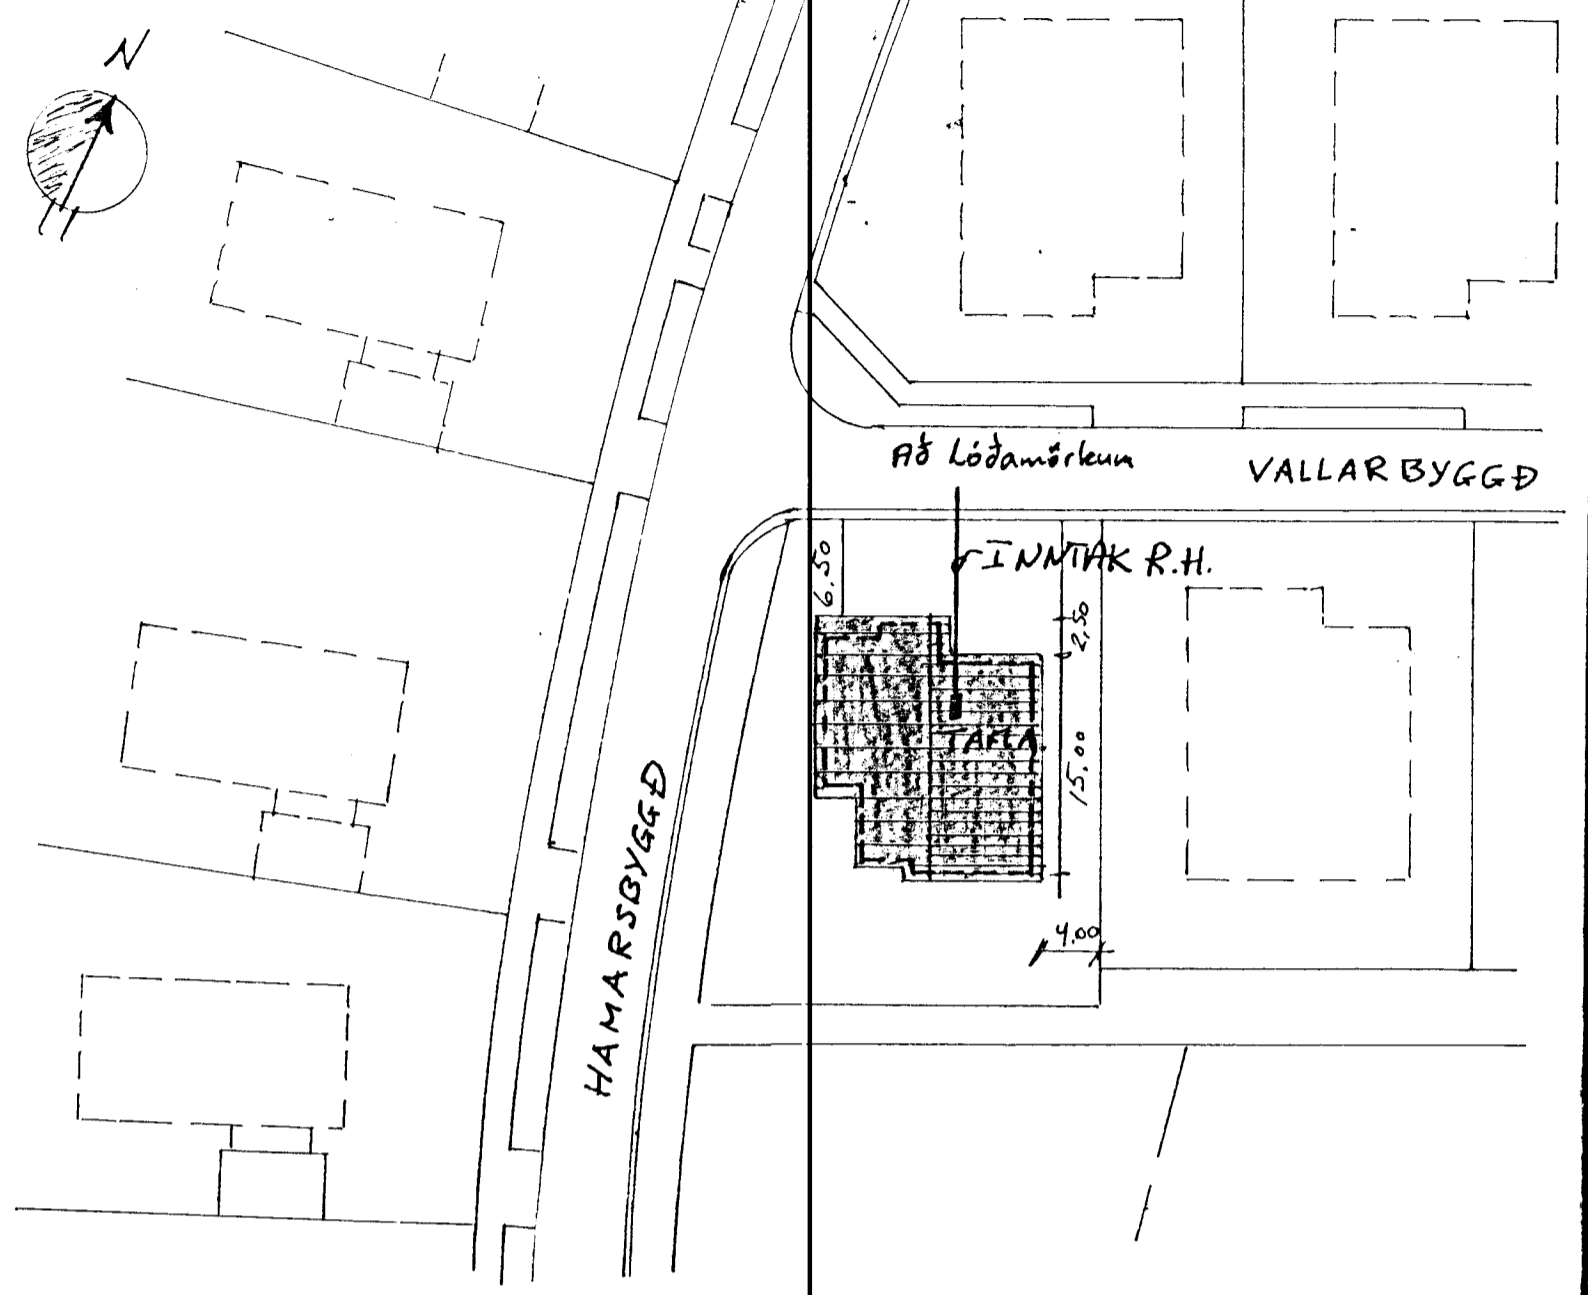 N
Að Lóðamörkum
VALLARBYGGÐ
INNTAK R.H.
6.50
2,50
TAFLA
15.00
4.00
HAMARSBYGGÐ